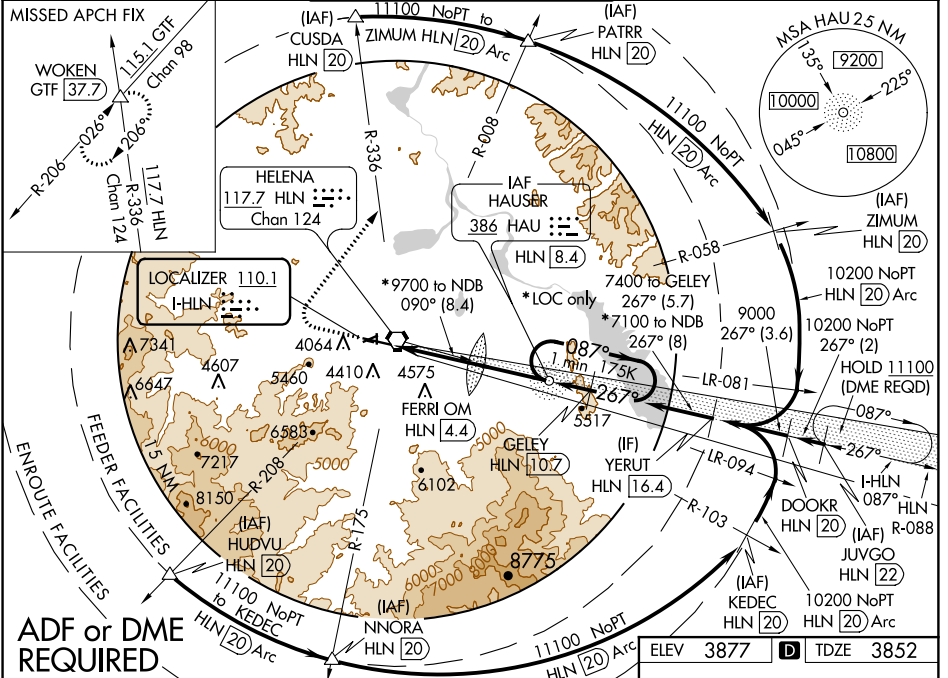 MISSED APCH FIX
WOKEN
GTF 37.7
115.1 GTF
Chan 98
R-206
026°
206°
117.7 HLN
R-336
Chan 124
(IAF)
CUSDA
HLN 20
11100 NoPT to
ZIMUM HLN 20 Arc
(IAF)
PATRR
HLN 20
MSA HAU 25 NM
135°
9200
225°
10000
045°
10800
11100 NoPT
HLN 20 Arc
R-336
R-008
HELENA
117.7 HLN
Chan 124
IAF
HAUSER
386 HAU
HLN 8.4
R-058
(IAF)
ZIMUM
HLN 20
LOCALIZER 110.1
I-HLN
*9700 to NDB
090° (8.4)
*LOC only
7400 to GELEY
267° (5.7)
*7100 to NDB
267° (8)
9000
267° (3.6)
10200 NoPT
HLN 20 Arc
10200 NoPT
267° (2)
HOLD 11100
(DME REQD)
087°
267°
7341
4064
087°
1 min
175K
267°
LR-081
6647
4607
5460
4410
4575
FERRI OM
HLN 4.4
5517
GELEY
HLN 10.7
(IF)
YERUT
HLN 16.4
LR-094
I-HLN
087°
HLN
R-088
DOOKR
HLN 20
6000
7217
6583
5000
5000
R-208
6102
R-103
(IAF)
JUVGO
HLN 22
15 NM
8150
FEEDER FACILITIES
ENROUTE FACILITIES
(IAF)
HUDVU
HLN 20
R-175
6000
7000
8000
8775
(IAF)
KEDEC
HLN 20
10200 NoPT
HLN 20 Arc
11100 NoPT
to KEDEC
HLN 20 Arc
(IAF)
NNORA
HLN 20
11100 NoPT
HLN 20 Arc
ADF or DME
REQUIRED
ELEV 3877 D TDZE 3852